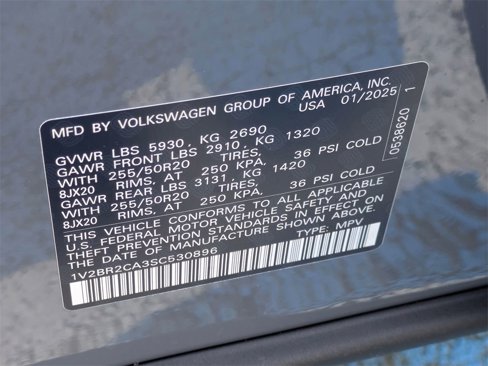 MFD BY VOLKSWAGEN GROUP OF AMERICA, INC.
USA 01/2025
GVWR LBS 5930, KG 2690
GAWR FRONT LBS 2910, KG 1320
WITH 255/50R20 TIRES, 36 PSI COLD
8JX20 RIMS, AT 250 KPA,
GAWR REAR LBS 3131, KG 1420
WITH 255/50R20 TIRES, 36 PSI COLD
8JX20 RIMS, AT 250 KPA,
THIS VEHICLE CONFORMS TO ALL APPLICABLE
U.S. FEDERAL MOTOR VEHICLE SAFETY AND
THEFT PREVENTION STANDARDS IN EFFECT ON
THE DATE OF MANUFACTURE SHOWN ABOVE.
1V2BR2CA3SC530896 TYPE: MPV
0538620 1